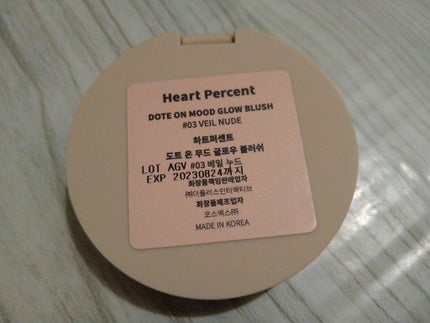 Heart Percent
DOTE ON MOOD GLOW BLUSH
#03 VEIL NUDE
하트퍼센트
도트 온 무드 글로우 블러쉬
LOT AGV #03 베일 누드
EXP 20230824까지
화장품책임판매업자
㈜더플러스인터랙티브
화장품제조업자
코스맥스㈜
MADE IN KOREA